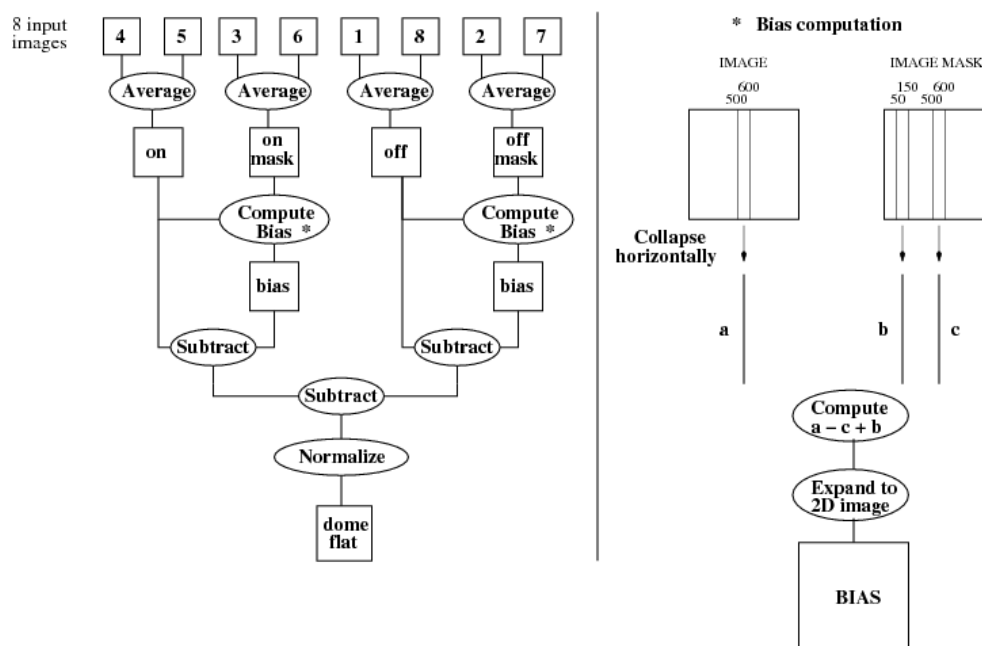 8 input
images
4 5 3 6 1 8 2 7
Average Average Average Average
on
on
mask
off
off
mask
Compute
Bias *
Compute
Bias *
bias
bias
Subtract
Subtract
Subtract
Normalize
dome
flat
* Bias computation
IMAGE
600
500
IMAGE MASK
150 600
50 500
Collapse
horizontally
a
b
c
Compute
a – c + b
Expand to
2D image
BIAS